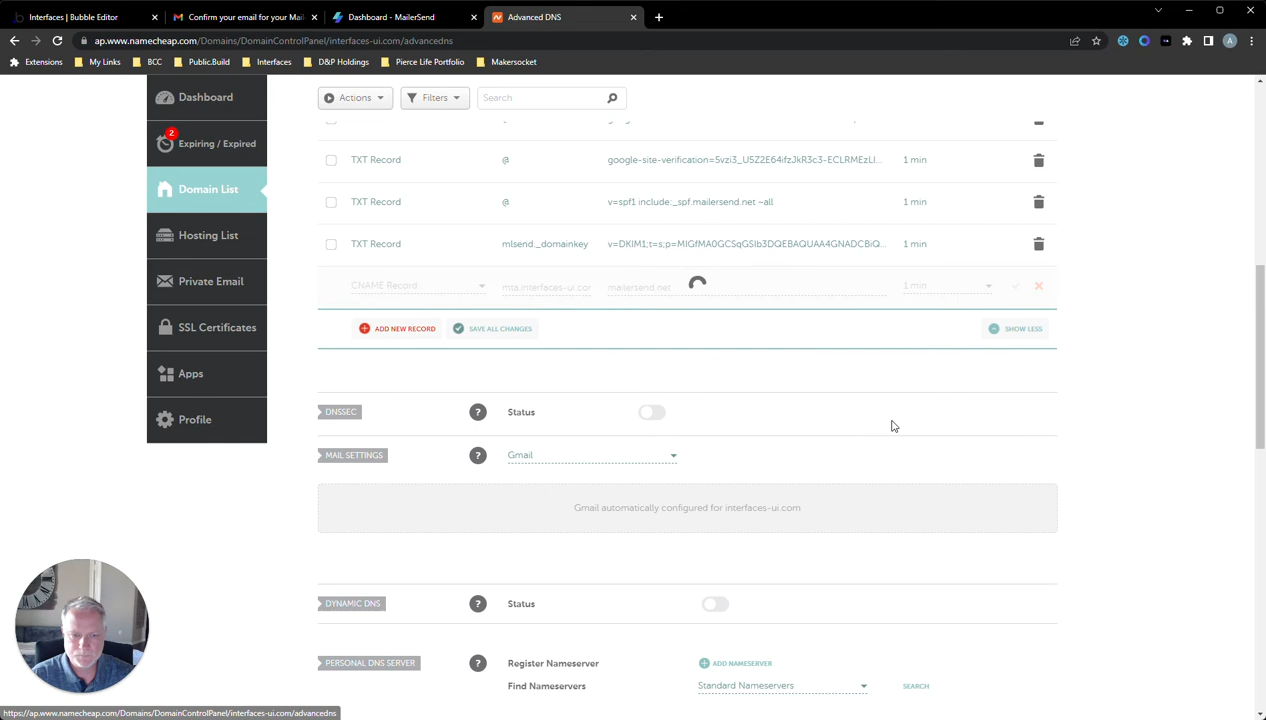 Interfaces | Bubble Editor
Confirm your email for your Mai
Dashboard - MailerSend
Advanced DNS
ap.www.namecheap.com/Domains/DomainControlPanel/interfaces-ui.com/advancedns
A
Extensions
My Links
BCC
Public.Build
Interfaces
D&P Holdings
Pierce Life Portfolio
Makersocket
Dashboard
2
Expiring / Expired
Domain List
Hosting List
Private Email
SSL Certificates
Apps
Profile
Actions
Filters
Search
TXT Record @ google-site-verification=5vzi3_U5Z2E64ifzJkR3c3-ECLRMEzLI... 1 min
TXT Record @ v=spf1 include:_spf.mailersend.net ~all 1 min
TXT Record mlsend._domainkey v=DKIM1;t=s;p=MIGfMA0GCSqGSIb3DQEBAQUAA4GNADCBiQ... 1 min
CNAME Record mta.interfaces-ui.cor mailersend.net 1 min
ADD NEW RECORD
SAVE ALL CHANGES
SHOW LESS
DNSSEC ? Status
MAIL SETTINGS ? Gmail
Gmail automatically configured for interfaces-ui.com
DYNAMIC DNS ? Status
PERSONAL DNS SERVER ? Register Nameserver ADD NAMESERVER
Find Nameservers Standard Nameservers SEARCH
https://ap.www.namecheap.com/Domains/DomainControlPanel/interfaces-ui.com/advancedns